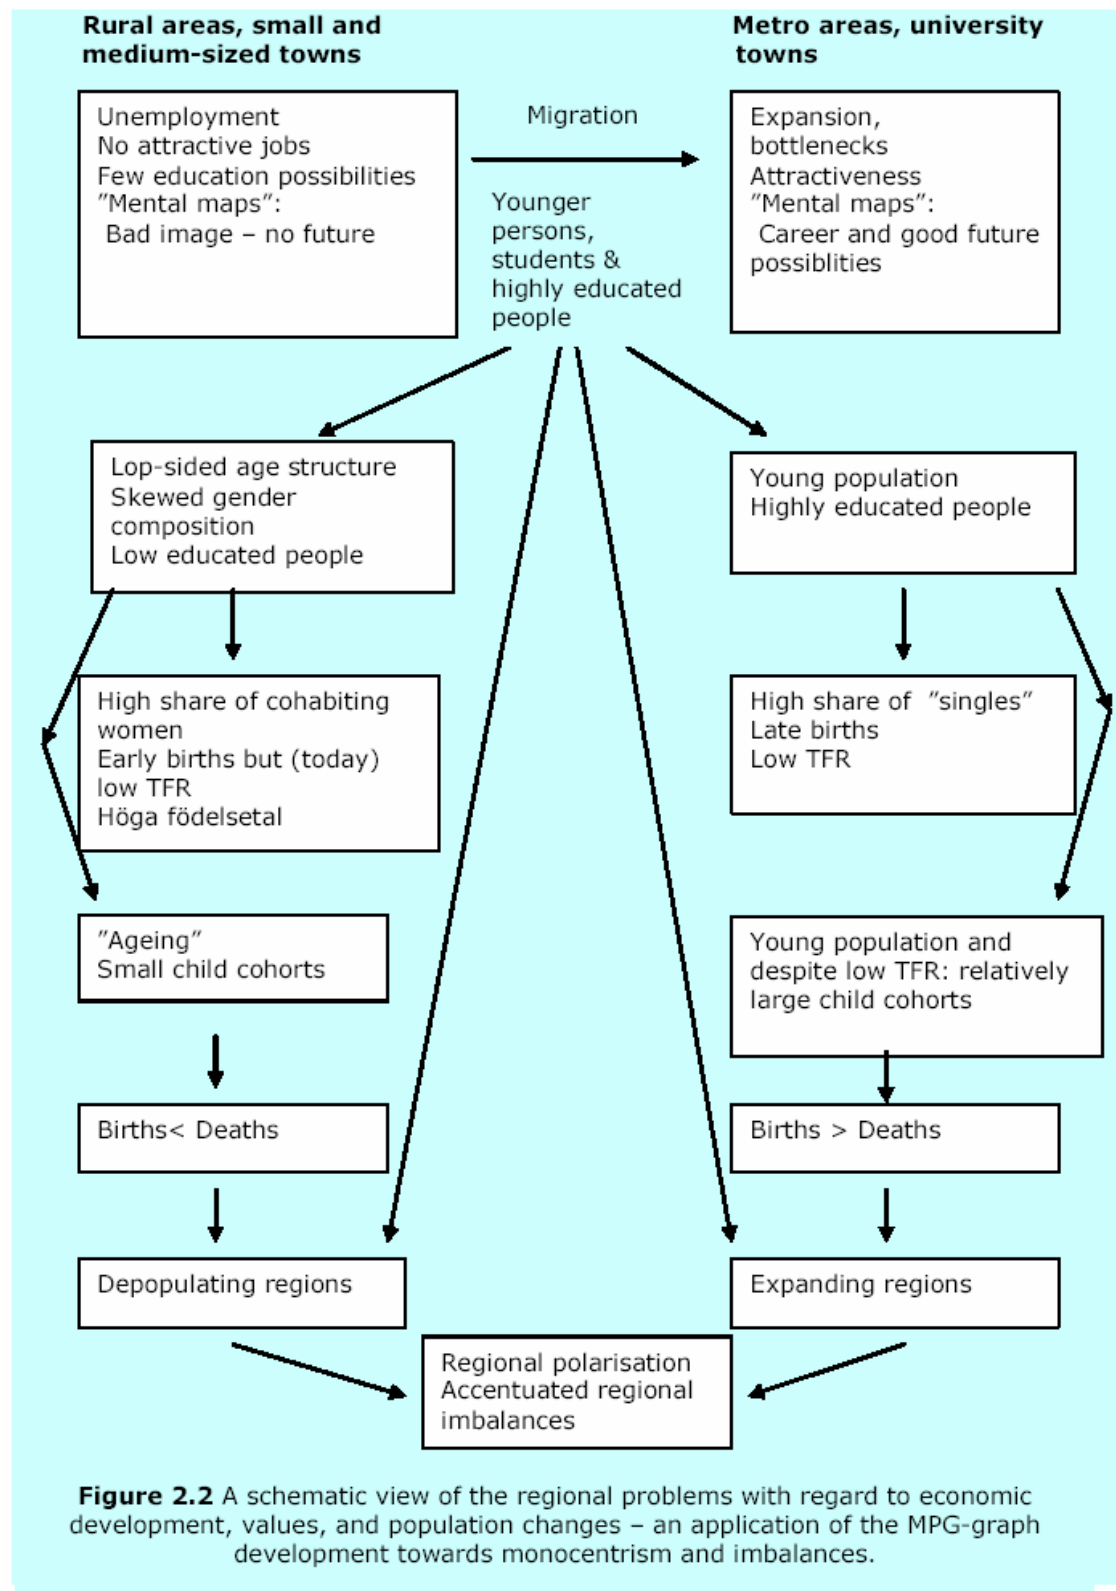 Rural areas, small and
medium-sized towns
Metro areas, university
towns
Unemployment
No attractive jobs
Few education possibilities
”Mental maps”:
Bad image – no future
Migration
Younger
persons,
students &
highly educated
people
Expansion,
bottlenecks
Attractiveness
”Mental maps”:
Career and good future
possiblities
Lop-sided age structure
Skewed gender
composition
Low educated people
Young population
Highly educated people
High share of cohabiting
women
Early births but (today)
low TFR
Höga födelsetal
High share of ”singles”
Late births
Low TFR
”Ageing”
Small child cohorts
Young population and
despite low TFR: relatively
large child cohorts
Births< Deaths
Births > Deaths
Depopulating regions
Expanding regions
Regional polarisation
Accentuated regional
imbalances
Figure 2.2 A schematic view of the regional problems with regard to economic
development, values, and population changes – an application of the MPG-graph
development towards monocentrism and imbalances.